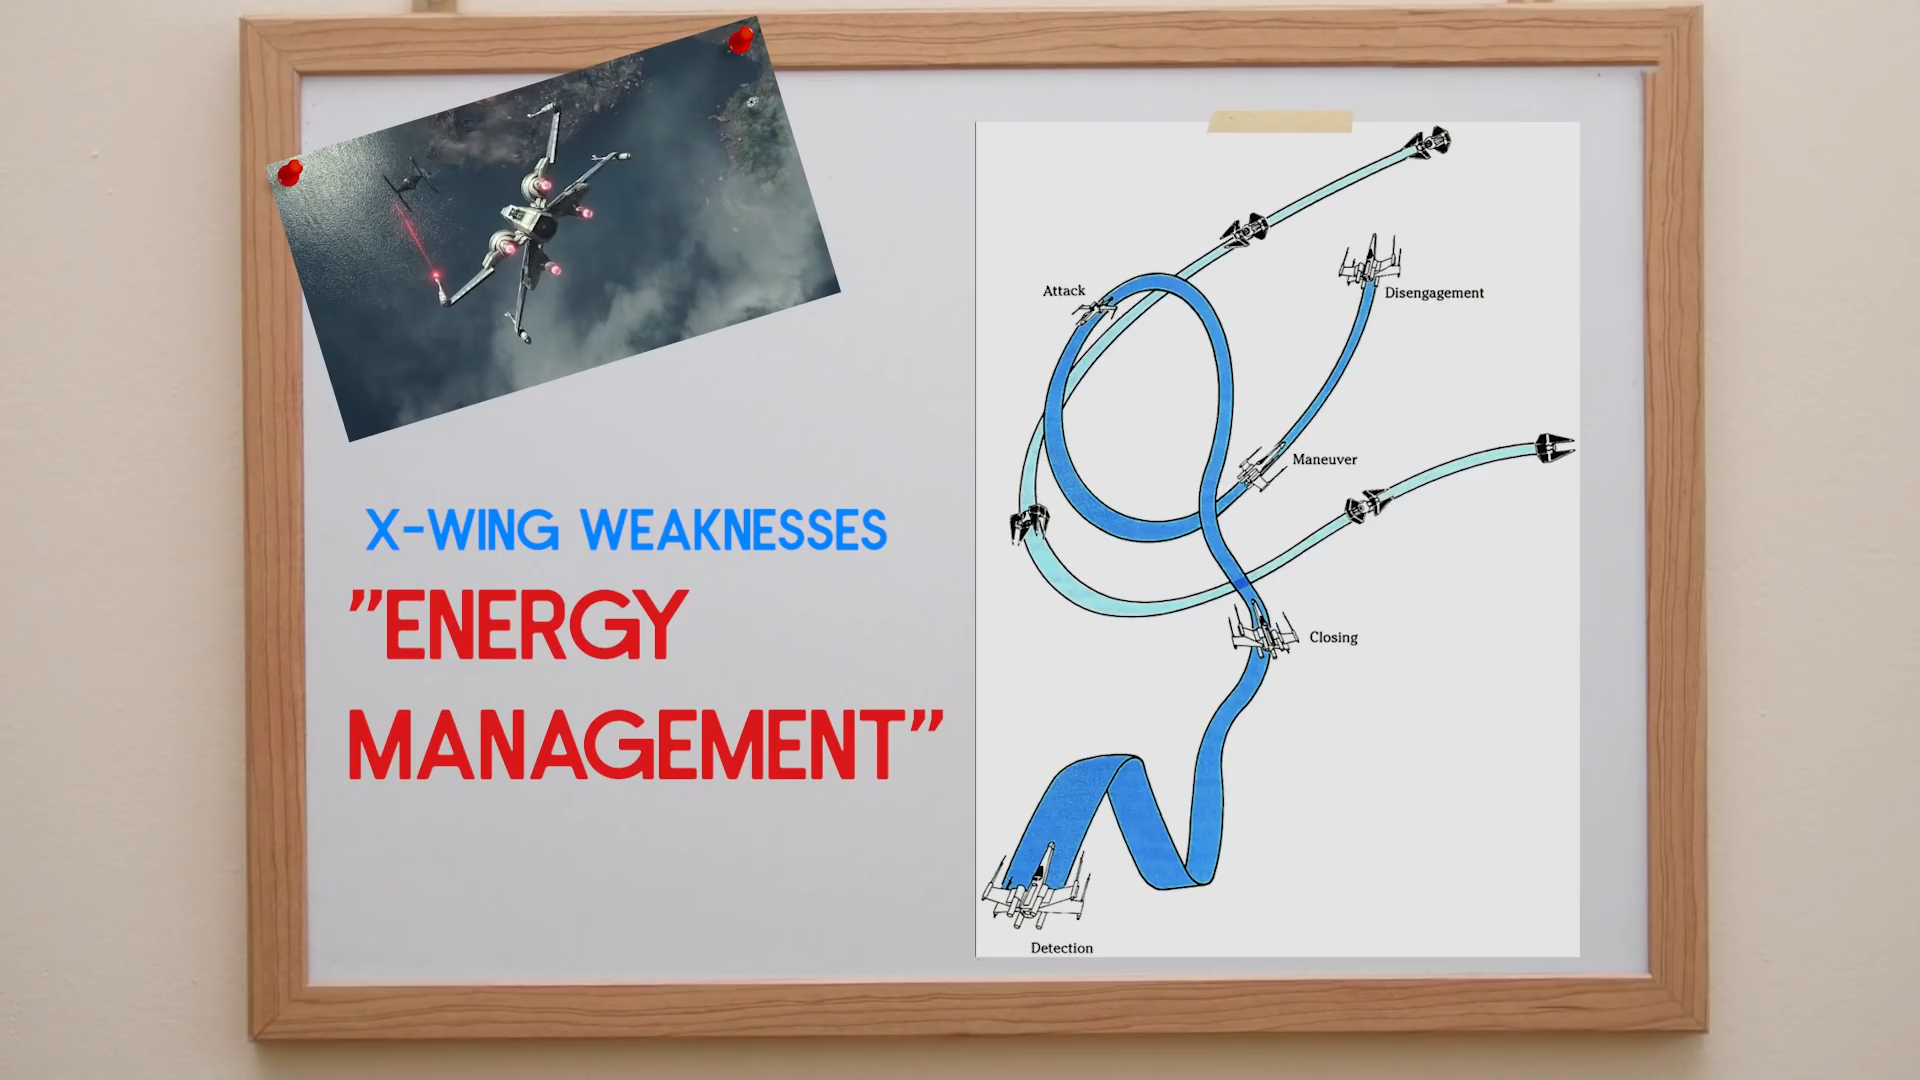 X-WING WEAKNESSES
"ENERGY
MANAGEMENT"
Attack
Disengagement
Maneuver
Closing
Detection